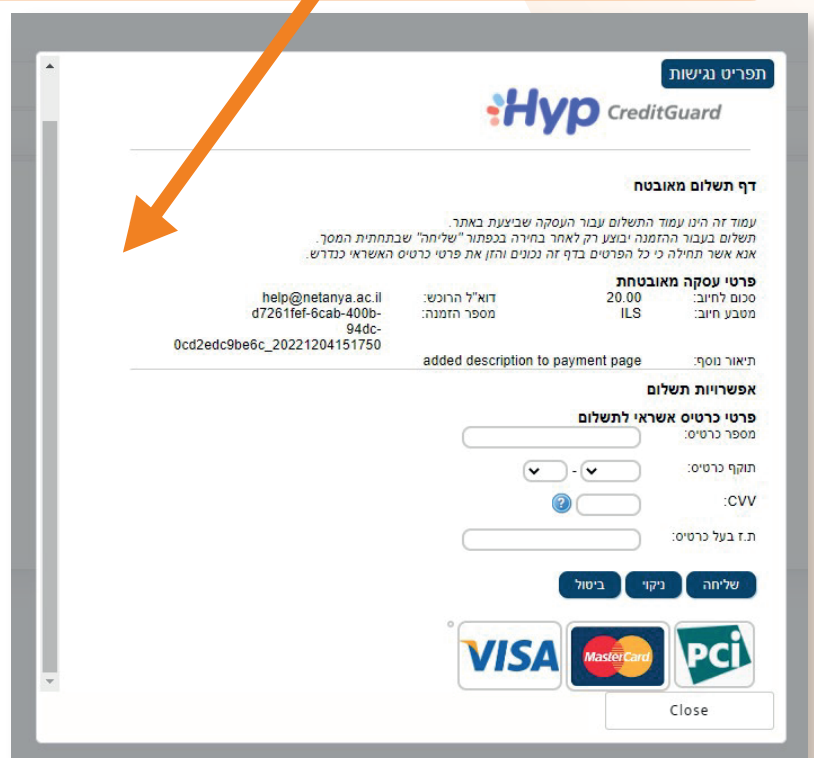 תפריט נגישות
Hyp CreditGuard
דף תשלום מאובטח
עמוד זה הינו עמוד התשלום עבור העסקה שביצעת באתר.
תשלום בעבור ההזמנה יבוצע רק לאחר בחירה בכפתור "שליחה" שבתחתית המסך.
אנא אשר תחילה כי כל הפרטים בדף זה נכונים והזן את פרטי כרטיס האשראי כנדרש.
פרטי עסקה מאובטחת
סכום לחיוב: 20.00 דוא"ל הרוכש: help@netanya.ac.il
מטבע חיוב: ILS מספר הזמנה: d7261fef-6cab-400b-
94dc-
0cd2edc9be6c_20221204151750
תיאור נוסף: added description to payment page
אפשרויות תשלום
פרטי כרטיס אשראי לתשלום
מספר כרטיס:
תוקף כרטיס: -
CVV:
ת.ז בעל כרטיס:
שליחה ניקוי ביטול
VISA MasterCard PCi
Close